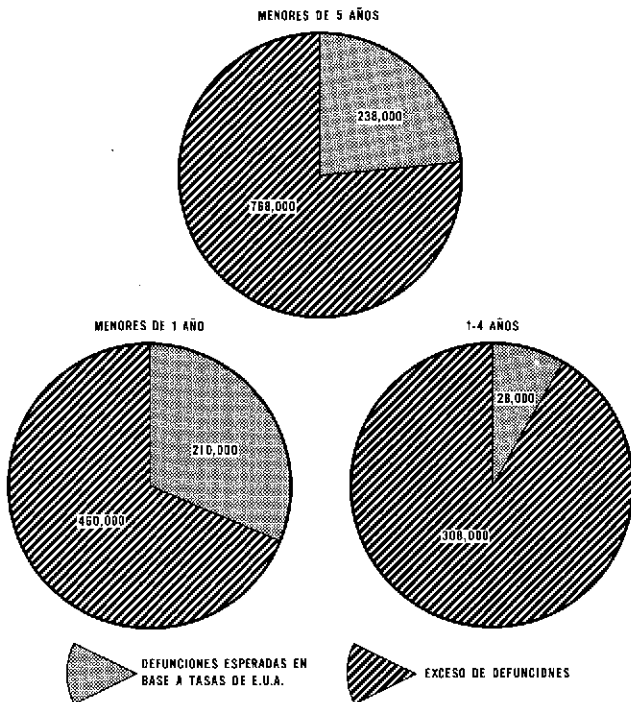 MENORES DE 5 AÑOS
238,000
768,000
MENORES DE 1 AÑO
1-4 AÑOS
210,000
28,000
460,000
308,000
DEFUNCIONES ESPERADAS EN
BASE A TASAS DE E.U.A.
EXCESO DE DEFUNCIONES